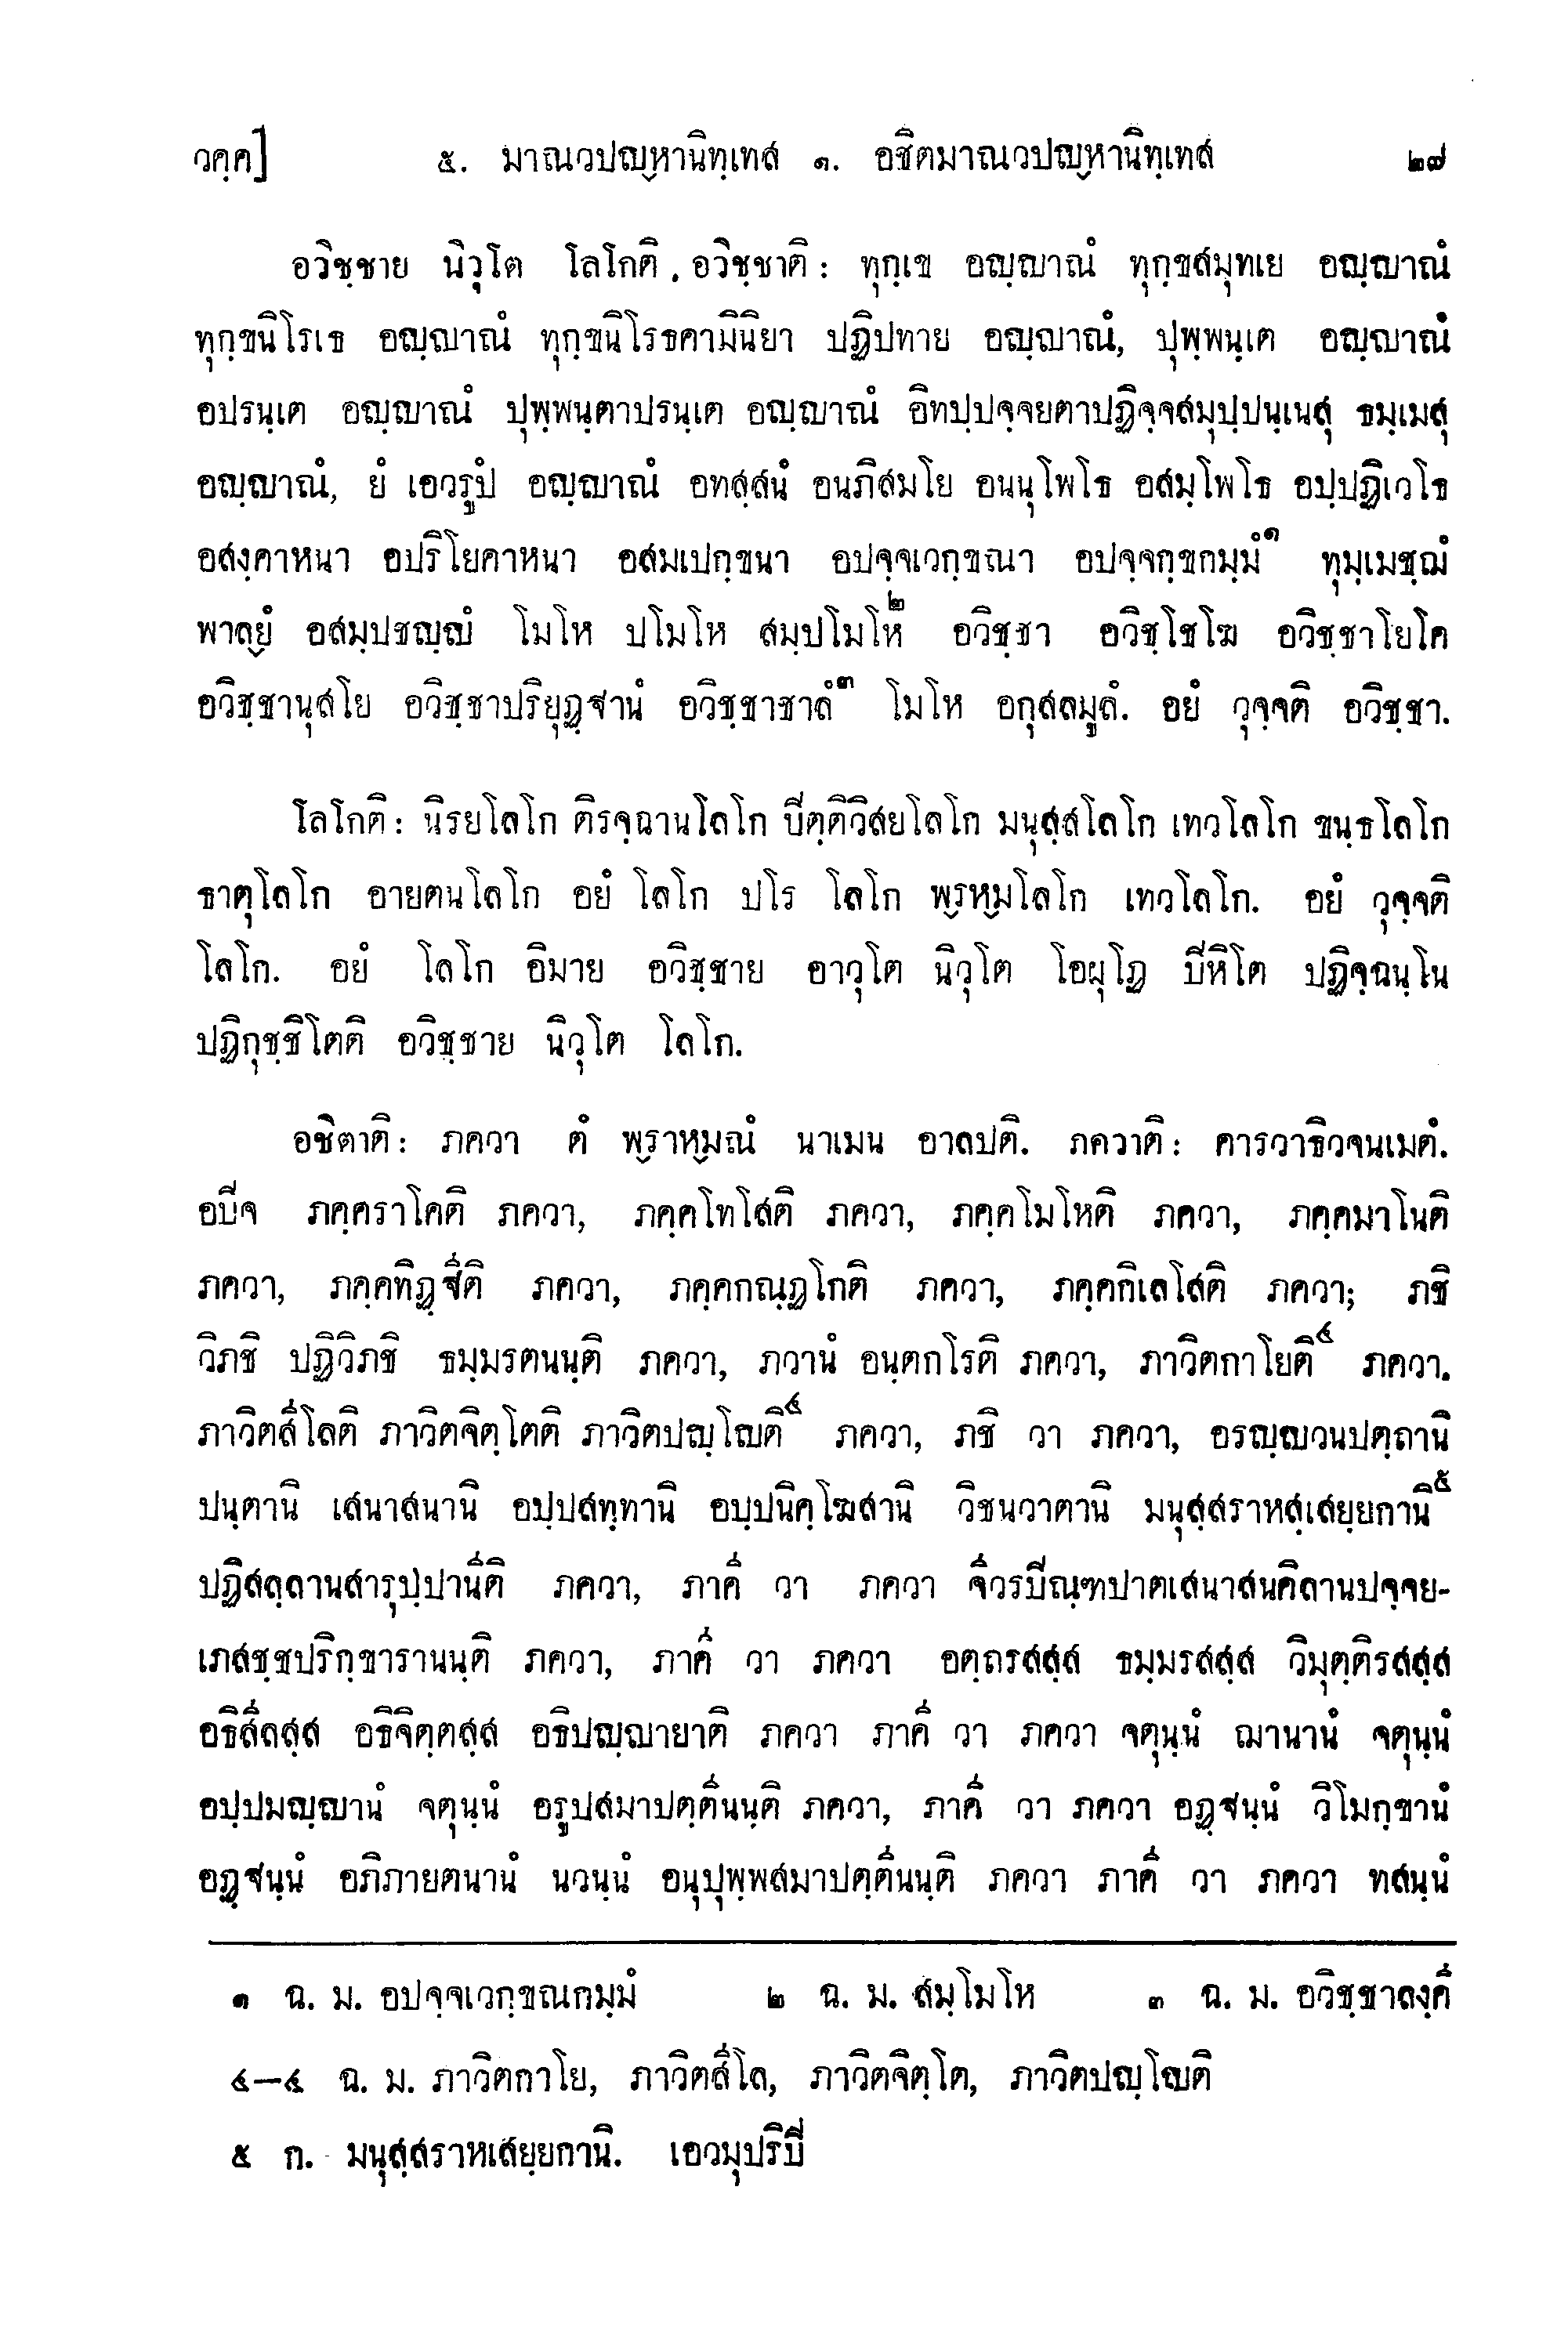 วคฺค] ๕. มาณวปญฺหานิทฺเทส ๑. อชิตมาณวปญฺหานิทฺเทส ๒๗
อวิชฺชาย นิวุโต โลโกติ. อวิชฺชาติ: ทุกฺเข อญฺญาณํ ทุกฺขสมุทเย อญฺญาณํ
ทุกฺขนิโรเธ อญฺญาณํ ทุกฺขนิโรธคามินิยา ปฏิปทาย อญฺญาณํ, ปุพฺพนฺเต อญฺญาณํ
อปรนฺเต อญฺญาณํ ปุพฺพนฺตาปรนฺเต อญฺญาณํ อิทปฺปจฺจยตาปฏิจฺจสมุปฺปนฺเนสุ ธมฺเมสุ
อญฺญาณํ, ยํ เอวรูปํ อญฺญาณํ อทสฺสนํ อนภิสมโย อนนุโพโธ อสมฺโพโธ อปฺปฏิเวโธ
อสงฺคาหนา อปริโยคาหนา อสมเปกฺขนา อปจฺจเวกฺขณา อปจฺจกฺขกมฺมํ๑ ทุมฺเมชฺฌํ
พาลฺยํ อสมฺปชญฺญํ โมโห ปโมโห สมฺปโมโห๒ อวิชฺชา อวิชฺโชโฆ อวิชฺชาโยโค
อวิชฺชานุสโย อวิชฺชาปริยุฏฺฐานํ อวิชฺชาชาลํ๓ โมโห อกุสลมูลํ. อยํ วุจฺจติ อวิชฺชา.
โลโกติ: นิรยโลโก ติรจฺฉานโลโก ปิตฺติวิสยโลโก มนุสฺสโลโก เทวโลโก ขนฺธโลโก
ธาตุโลโก อายตนโลโก อยํ โลโก ปโร โลโก พฺรหฺมโลโก เทวโลโก. อยํ วุจฺจติ
โลโก. อยํ โลโก อิมาย อวิชฺชาย อาวุโต นิวุโต โอผุโฏ ปิหิโต ปฏิจฺฉนฺโน
ปฏิกุชฺชิโตติ อวิชฺชาย นิวุโต โลโก.
อชิตาติ: ภควา ตํ พฺราหฺมณํ นาเมน อาลปติ. ภควาติ: คารวาธิวจนเมตํ.
อปิจ ภคฺคราโคติ ภควา, ภคฺคโทโสติ ภควา, ภคฺคโมโหติ ภควา, ภคฺคมาโนติ
ภควา, ภคฺคทิฏฺฐีติ ภควา, ภคฺคกณฺฏโกติ ภควา, ภคฺคกิเลโสติ ภควา; ภชิ
วิภชิ ปฏิวิภชิ ธมฺมรตนนฺติ ภควา, ภวานํ อนฺตกโรติ ภควา, ภาวิตกาโยติ๔ ภควา.
ภาวิตสีโลติ ภาวิตจิตฺโตติ ภาวิตปญฺโญติ๔ ภควา, ภชิ วา ภควา, อรญฺญวนปตฺถานิ
ปนฺตานิ เสนาสนานิ อปฺปสทฺทานิ อปฺปนิคฺโฆสานิ วิชนวาตานิ มนุสฺสราหสฺเสยฺยกานิ๕
ปฏิสลฺลานสารุปฺปานีติ ภควา, ภาคี วา ภควา จีวรปิณฺฑปาตเสนาสนคิลานปจฺจย-
เภสชฺชปริกฺขารานนฺติ ภควา, ภาคี วา ภควา อตฺถรสสฺส ธมฺมรสสฺส วิมุตฺติรสสฺส
อธิสีลสฺส อธิจิตฺตสฺส อธิปญฺญายาติ ภควา ภาคี วา ภควา จตุนฺนํ ฌานานํ จตุนฺนํ
อปฺปมญฺญานํ จตุนฺนํ อรูปสมาปตฺตีนนฺติ ภควา, ภาคี วา ภควา อฏฺฐนฺนํ วิโมกฺขานํ
อฏฺฐนฺนํ อภิภายตนานํ นวนฺนํ อนุปุพฺพสมาปตฺตีนนฺติ ภควา ภาคี วา ภควา ทสนฺนํ
๑ ฉ. ม. อปจฺจเวกฺขณกมฺมํ ๒ ฉ. ม. สมฺโมโห ๓ ฉ. ม. อวิชฺชาลงฺคี
๔-๔ ฉ. ม. ภาวิตกาโย, ภาวิตสีโล, ภาวิตจิตฺโต, ภาวิตปญฺโญติ
๕ ก. มนุสฺสราหเสยฺยกานิ. เอวมุปริปิ